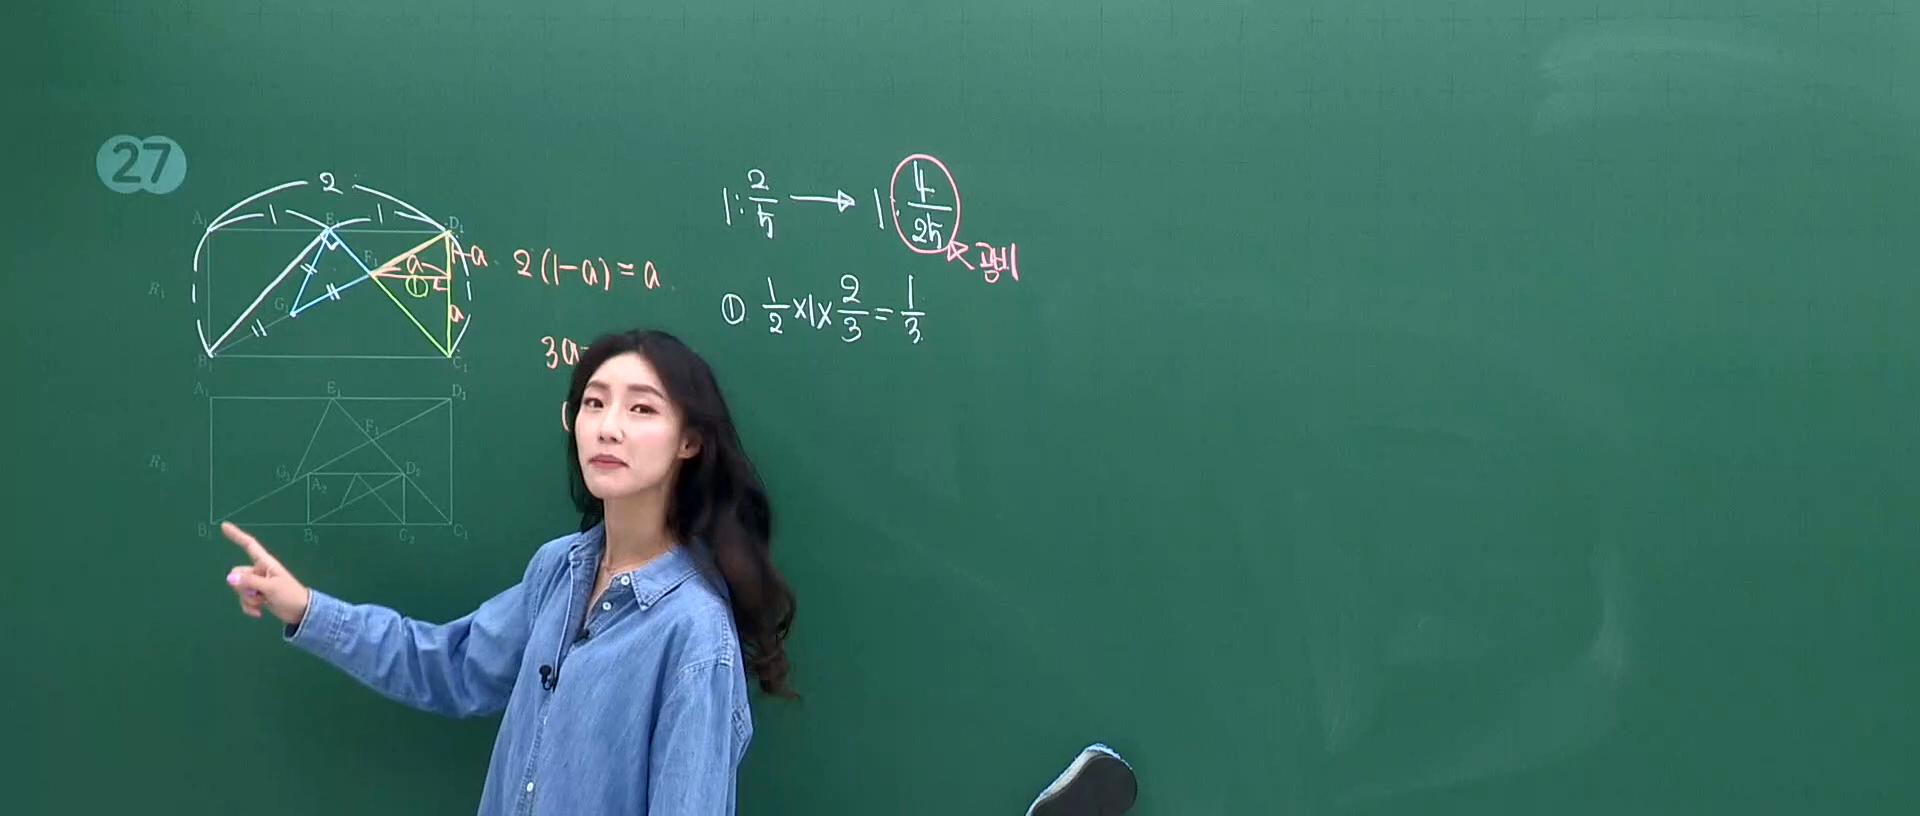 27
2
1 1
A₁ E₁ D₁
F₁ a 1-a
R₁ G₁ ① a
B₁ C₁
2(1-a)=a
3a
1 : 2/5 → 1 : 4/25
공비
① 1/2 × 1 × 2/3 = 1/3
A₁ E₁ D₁
F₁
R₂ G₁ A₂ D₂
B₁ B₂ C₂ C₁